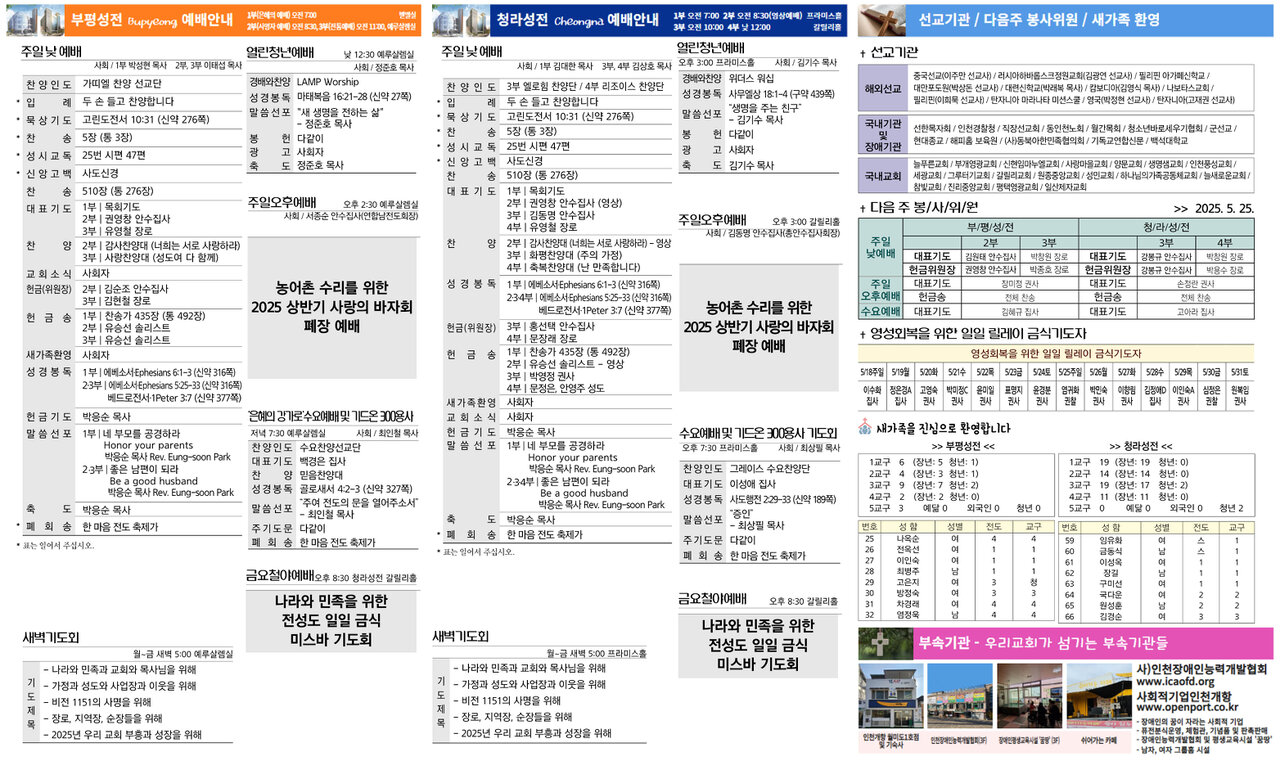 부평성전 Bupyeong 예배안내
1부(은혜의 예배) 오전 7:00 벧엘실
2부(사명자 예배) 오전 8:30, 3부(전통예배) 오전 11:00, 예루살렘실
주일 낮 예배
사회 / 1부 박성현 목사 2부, 3부 이태섭 목사
찬양인도 가피엘 찬양 선교단
* 입례 두 손 들고 찬양합니다
* 묵상기도 고린도전서 10:31 (신약 276쪽)
* 찬송 5장 (통 3장)
* 성시교독 25번 시편 47편
* 신앙고백 사도신경
찬송 510장 (통 276장)
대표기도 1부 | 목회기도
2부 | 권영창 안수집사
3부 | 유영철 장로
찬양 2부 | 감사찬양대 (너희는 서로 사랑하라)
3부 | 사랑찬양대 (성도여 다 함께)
교회소식 사회자
헌금(위원장) 2부 | 김순조 안수집사
3부 | 김현철 장로
헌금송 1부 | 찬송가 435장 (통 492장)
2부 | 유승선 솔리스트
3부 | 유승선 솔리스트
새가족환영 사회자
성경봉독 1부 | 에베소서·Ephesians 6:1-3 (신약 316쪽)
2·3부 | 에베소서·Ephesians 5:25-33 (신약 316쪽)
베드로전서·1Peter 3:7 (신약 377쪽)
헌금기도 박응순 목사
말씀선포 1부 | 네 부모를 공경하라
Honor your parents
박응순 목사 Rev. Eung-soon Park
2·3부 | 좋은 남편이 되라
Be a good husband
박응순 목사 Rev. Eung-soon Park
축도 박응순 목사
* 폐회송 한 마음 전도 축제가
* 표는 일어서 주십시오.
새벽기도회
월~금 새벽 5:00 예루살렘실
기도제목
- 나라와 민족과 교회와 목사님을 위해
- 가정과 성도와 사업장과 이웃을 위해
- 비전 1151의 사명을 위해
- 장로, 지역장, 순장들을 위해
- 2025년 우리 교회 부흥과 성장을 위해
열린청년예배 낮 12:30 예루살렘실
사회 / 정준호 목사
경배와찬양 LAMP Worship
성경봉독 마태복음 16:21-28 (신약 27쪽)
말씀선포 "새 생명을 전하는 삶"
- 정준호 목사
봉헌 다같이
광고 사회자
축도 정준호 목사
주일오후예배 오후 2:30 예루살렘실
사회 / 서종순 안수집사(연합남전도회장)
농어촌 수리를 위한
2025 상반기 사랑의 바자회
폐장 예배
은혜의 강가로 수요예배 및 기드온 300용사
저녁 7:30 예루살렘실 사회 / 최인철 목사
찬양인도 수요찬양선교단
대표기도 백경은 집사
찬양 믿음찬양대
성경봉독 골로새서 4:2-3 (신약 327쪽)
말씀선포 "주여 전도의 문을 열어주소서"
- 최인철 목사
주기도문 다같이
폐회송 한 마음 전도 축제가
금요철야예배 오후 8:30 청라성전 갈릴리홀
나라와 민족을 위한
전성도 일일 금식
미스바 기도회
청라성전 Cheongna 예배안내
1부 오전 7:00 2부 오전 8:30(영상예배) 프라미스홀
3부 오전 10:00 4부 낮 12:00 갈릴리홀
주일 낮 예배
사회 / 1부 김대한 목사 3부, 4부 김상호 목사
찬양인도 3부 엘로힘 찬양단 / 4부 리조이스 찬양단
* 입례 두 손 들고 찬양합니다
* 묵상기도 고린도전서 10:31 (신약 276쪽)
* 찬송 5장 (통 3장)
* 성시교독 25번 시편 47편
* 신앙고백 사도신경
찬송 510장 (통 276장)
대표기도 1부 | 목회기도
2부 | 권영창 안수집사 (영상)
3부 | 김동명 안수집사
4부 | 유영철 장로
찬양 2부 | 감사찬양대 (너희는 서로 사랑하라) - 영상
3부 | 화평찬양대 (주의 가정)
4부 | 축복찬양대 (난 만족합니다)
성경봉독 1부 | 에베소서·Ephesians 6:1-3 (신약 316쪽)
2·3·4부 | 에베소서·Ephesians 5:25-33 (신약 316쪽)
베드로전서·1Peter 3:7 (신약 377쪽)
헌금(위원장) 3부 | 홍선택 안수집사
4부 | 문장래 장로
헌금송 1부 | 찬송가 435장 (통 492장)
2부 | 유승선 솔리스트 - 영상
3부 | 박영정 권사
4부 | 문정은, 안영주 성도
새가족환영 사회자
교회소식 사회자
헌금기도 박응순 목사
말씀선포 1부 | 네 부모를 공경하라
Honor your parents
박응순 목사 Rev. Eung-soon Park
2·3·4부 | 좋은 남편이 되라
Be a good husband
박응순 목사 Rev. Eung-soon Park
축도 박응순 목사
* 폐회송 한 마음 전도 축제가
* 표는 일어서 주십시오.
새벽기도회
월~금 새벽 5:00 프라미스홀
기도제목
- 나라와 민족과 교회와 목사님을 위해
- 가정과 성도와 사업장과 이웃을 위해
- 비전 1151의 사명을 위해
- 장로, 지역장, 순장들을 위해
- 2025년 우리 교회 부흥과 성장을 위해
열린청년예배
오후 3:00 프라미스홀 사회 / 김기수 목사
경배와찬양 위더스 워십
성경봉독 사무엘상 18:1-4 (구약 439쪽)
말씀선포 "생명을 주는 친구"
- 김기수 목사
봉헌 다같이
광고 사회자
축도 김기수 목사
주일오후예배 오후 3:00 갈릴리홀
사회 / 김동명 안수집사(총안수집사회장)
농어촌 수리를 위한
2025 상반기 사랑의 바자회
폐장 예배
수요예배 및 기드온 300용사 기도회
오후 7:30 프라미스홀 사회 / 최상필 목사
찬양인도 그레이스 수요찬양단
대표기도 이성애 집사
성경봉독 사도행전 2:29-33 (신약 189쪽)
말씀선포 "증인"
- 최상필 목사
주기도문 다같이
폐회송 한 마음 전도 축제가
금요철야예배 오후 8:30 갈릴리홀
나라와 민족을 위한
전성도 일일 금식
미스바 기도회
선교기관 / 다음주 봉사위원 / 새가족 환영
✝ 선교기관
해외선교 중국선교(이주만 선교사) / 러시아하바롭스크정원교회(김광연 선교사) / 필리핀 아가페신학교 /
대만포도원(박상돈 선교사) / 대련신학교(박래복 목사) / 캄보디아(김영식 목사) / 나보타스교회 /
필리핀(이희묵 선교사) / 탄자니아 마라나타 미션스쿨 / 영국(박정현 선교사) / 탄자니아(고재권 선교사)
국내기관 및 장애기관 선한목자회 / 인천경찰청 / 직장선교회 / 동인천노회 / 월간목회 / 청소년바로세우기협회 / 군선교 /
현대종교 / 해피홈 보육원 / (사)동북아한민족협의회 / 기독교연합신문 / 백석대학교
국내교회 늘푸른교회 / 부개영광교회 / 신현임마누엘교회 / 사랑마을교회 / 양문교회 / 생명샘교회 / 인천풍성교회 /
세광교회 / 그루터기교회 / 갈릴리교회 / 원종중앙교회 / 성민교회 / 하나님의가족공동체교회 / 늘새로운교회 /
참빛교회 / 진리중앙교회 / 평택영광교회 / 일산제자교회
✝ 다음 주 봉/사/위/원 >> 2025. 5. 25.
부/평/성/전 청/라/성/전
2부 3부 3부 4부
주일 낮예배 대표기도 김원태 안수집사 박창원 장로 대표기도 강봉규 안수집사 박창원 장로
헌금위원장 권영창 안수집사 박종호 장로 헌금위원장 강봉규 안수집사 박용수 장로
주일 오후예배 대표기도 장미정 권사 대표기도 손정란 권사
헌금송 전체 찬송 헌금송 전체 찬송
수요예배 대표기도 김혜규 집사 대표기도 고아라 집사
✝ 영성회복을 위한 일일 릴레이 금식기도자
영성회복을 위한 일일 릴레이 금식기도자
5/18주일 5/19월 5/20화 5/21수 5/22목 5/23금 5/24토 5/25주일 5/26월 5/27화 5/28수 5/29목 5/30금 5/31토
이수화 정은경A 고영숙 박미정C 윤미일 표명지 윤경분 염귀화 박민숙 이향림 김정애D 이인숙A 심정은 원복임
집사 집사 권사 권사 권사 권사 권사 권찰 권사 권사 집사 권사 권찰 권사
새가족을 진심으로 환영합니다
>> 부평성전 <<
1교구 6 (장년: 5 청년: 1)
2교구 4 (장년: 3 청년: 1)
3교구 9 (장년: 7 청년: 2)
4교구 2 (장년: 2 청년: 0)
5교구 3 예닮 0 외국인 0 청년 0
번호 성함 성별 전도 교구
25 나옥순 여 4 4
26 전옥선 여 1 1
27 이인숙 여 1 1
28 최병주 남 1 1
29 고은지 여 3 청
30 방정숙 여 3 3
31 차경래 여 4 4
32 염정욱 남 4 4
>> 청라성전 <<
1교구 19 (장년: 19 청년: 0)
2교구 14 (장년: 14 청년: 0)
3교구 19 (장년: 17 청년: 2)
4교구 11 (장년: 11 청년: 0)
5교구 0 예닮 0 외국인 0 청년 2
번호 성함 성별 전도 교구
59 임유화 여 스 1
60 금동식 남 스 1
61 이성옥 여 1 1
62 장길 남 1 1
63 구미선 여 1 1
64 국다운 여 2 2
65 원성훈 남 2 2
66 김경순 여 3 3
부속기관 - 우리교회가 섬기는 부속기관들
인천개항 월미도1호점 및 기숙사
인천장애인능력개발협회(3F)
장애인평생교육시설 '꿈땅' (3F)
쉬어가는 카페
사)인천장애인능력개발협회
www.icaofd.org
사회적기업인천개항
www.openport.co.kr
- 장애인의 꿈이 자라는 사회적 기업
- 퓨전분식운영, 체험관, 기념품 및 판촉판매
- 장애인능력개발협회 및 평생교육시설 '꿈땅'
- 남자, 여자 그룹홈 시설